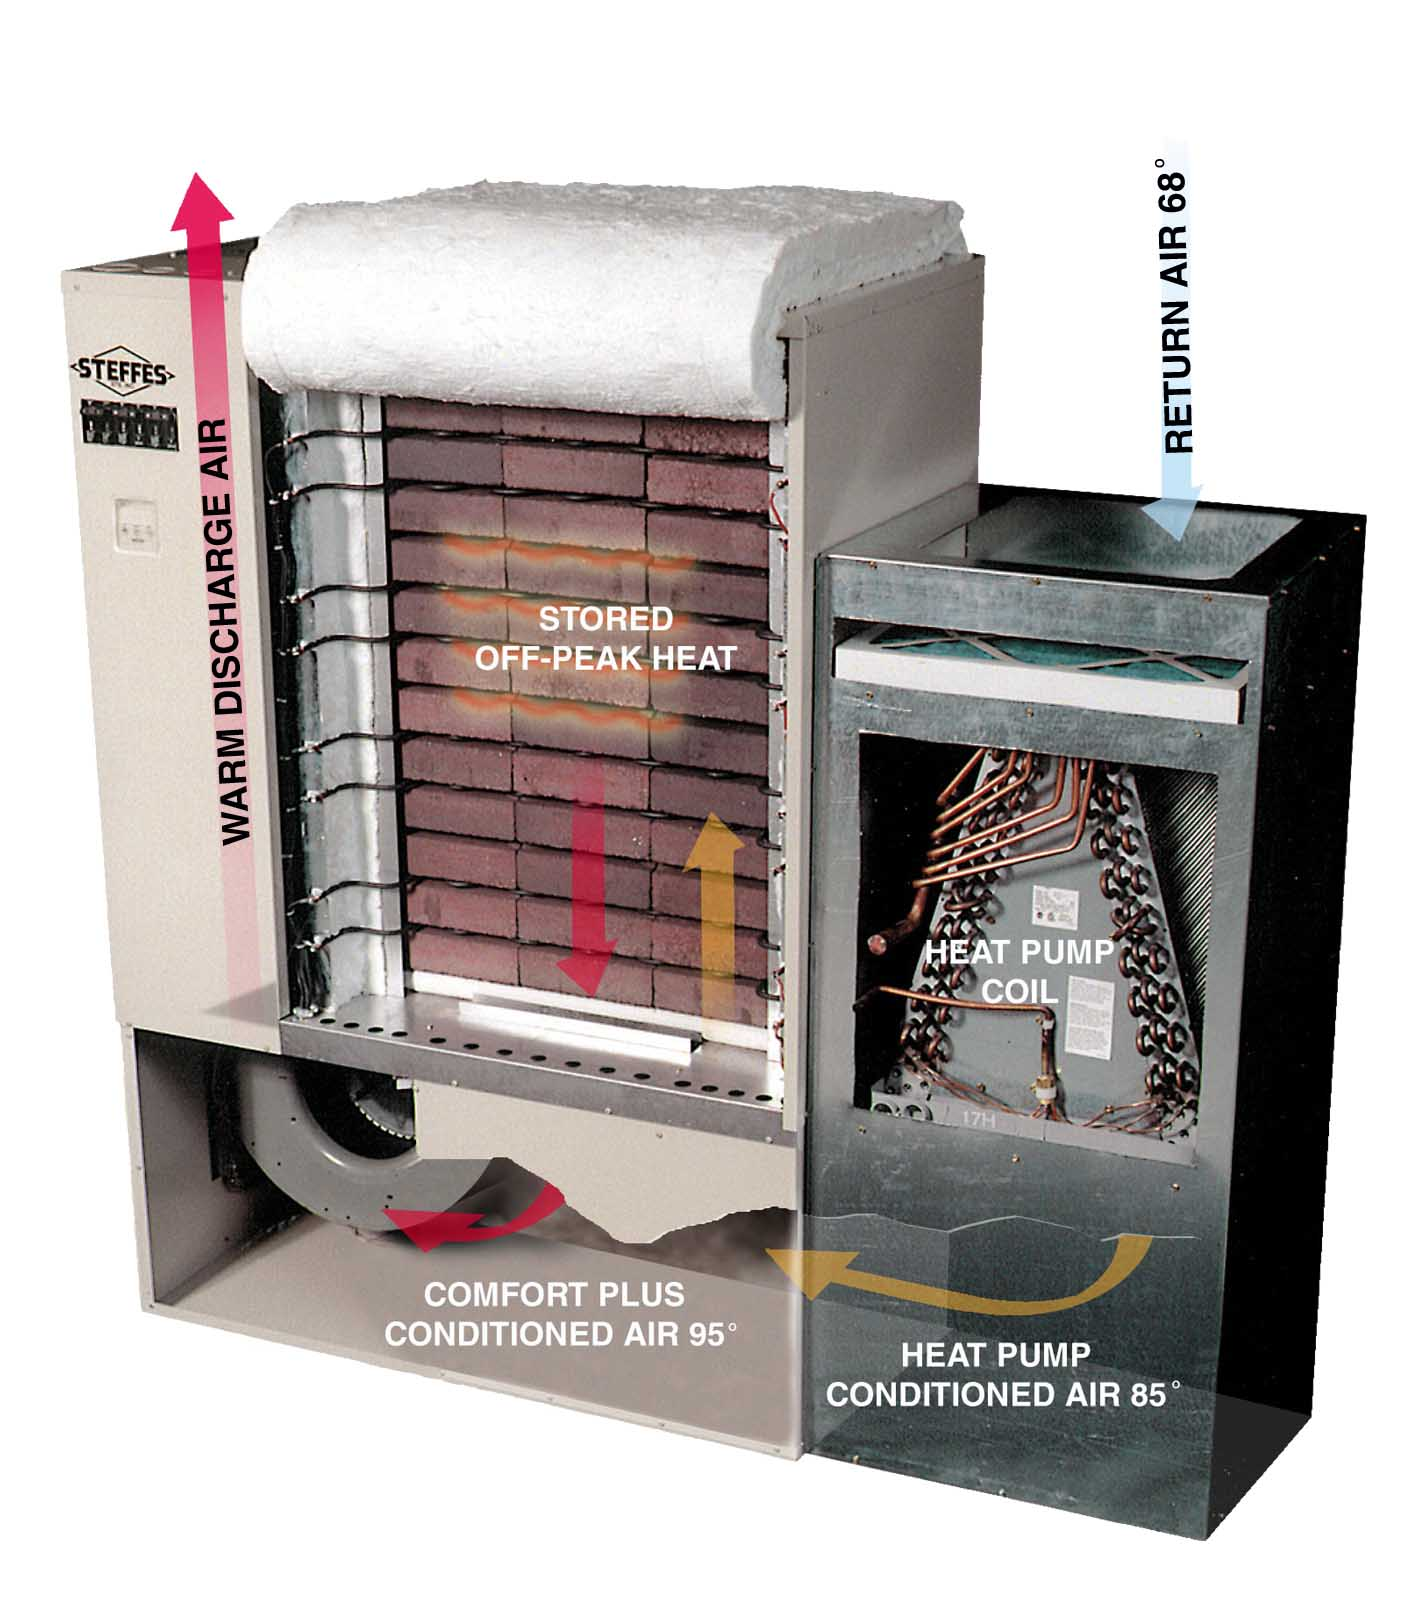 RETURN AIR 68°
STEFFES
WARM DISCHARGE AIR
STORED
OFF-PEAK HEAT
HEAT PUMP
COIL
17H
COMFORT PLUS
CONDITIONED AIR 95°
HEAT PUMP
CONDITIONED AIR 85°